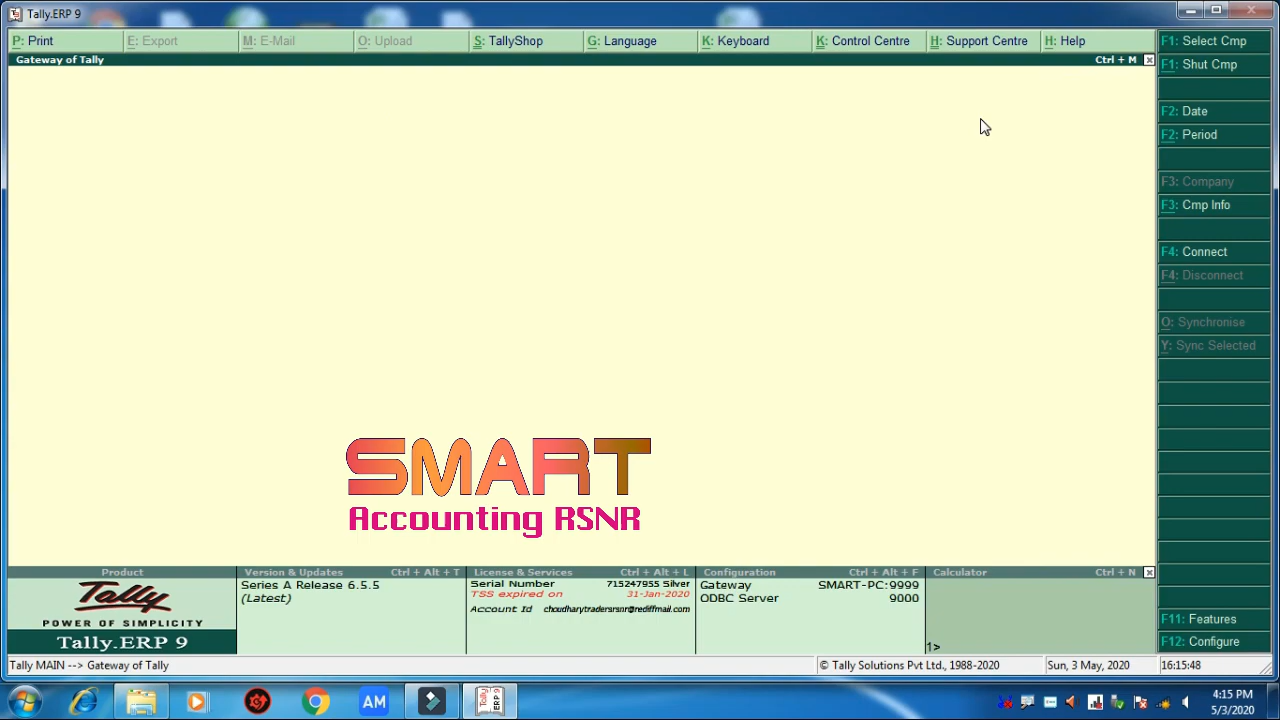 Tally.ERP 9
P: Print
E: Export
M: E-Mail
O: Upload
S: TallyShop
G: Language
K: Keyboard
K: Control Centre
H: Support Centre
H: Help
Gateway of Tally
Ctrl + M
F1: Select Cmp
F1: Shut Cmp
F2: Date
F2: Period
F3: Company
F3: Cmp Info
F4: Connect
F4: Disconnect
O: Synchronise
Y: Sync Selected
F11: Features
F12: Configure
SMART
Accounting RSNR
Product
Tally
POWER OF SIMPLICITY
Tally.ERP 9
Version & Updates Ctrl + Alt + T
Series A Release 6.5.5
(Latest)
License & Services Ctrl + Alt + L
Serial Number 715247955 Silver
TSS expired on 31-Jan-2020
Account Id choudharytradersrsnr@rediffmail.com
Configuration Ctrl + Alt + F
Gateway SMART-PC:9999
ODBC Server 9000
Calculator Ctrl + N
1>
Tally MAIN --> Gateway of Tally
© Tally Solutions Pvt Ltd., 1988-2020
Sun, 3 May, 2020
16:15:48
AM
Tally ERP 9
4:15 PM
5/3/2020